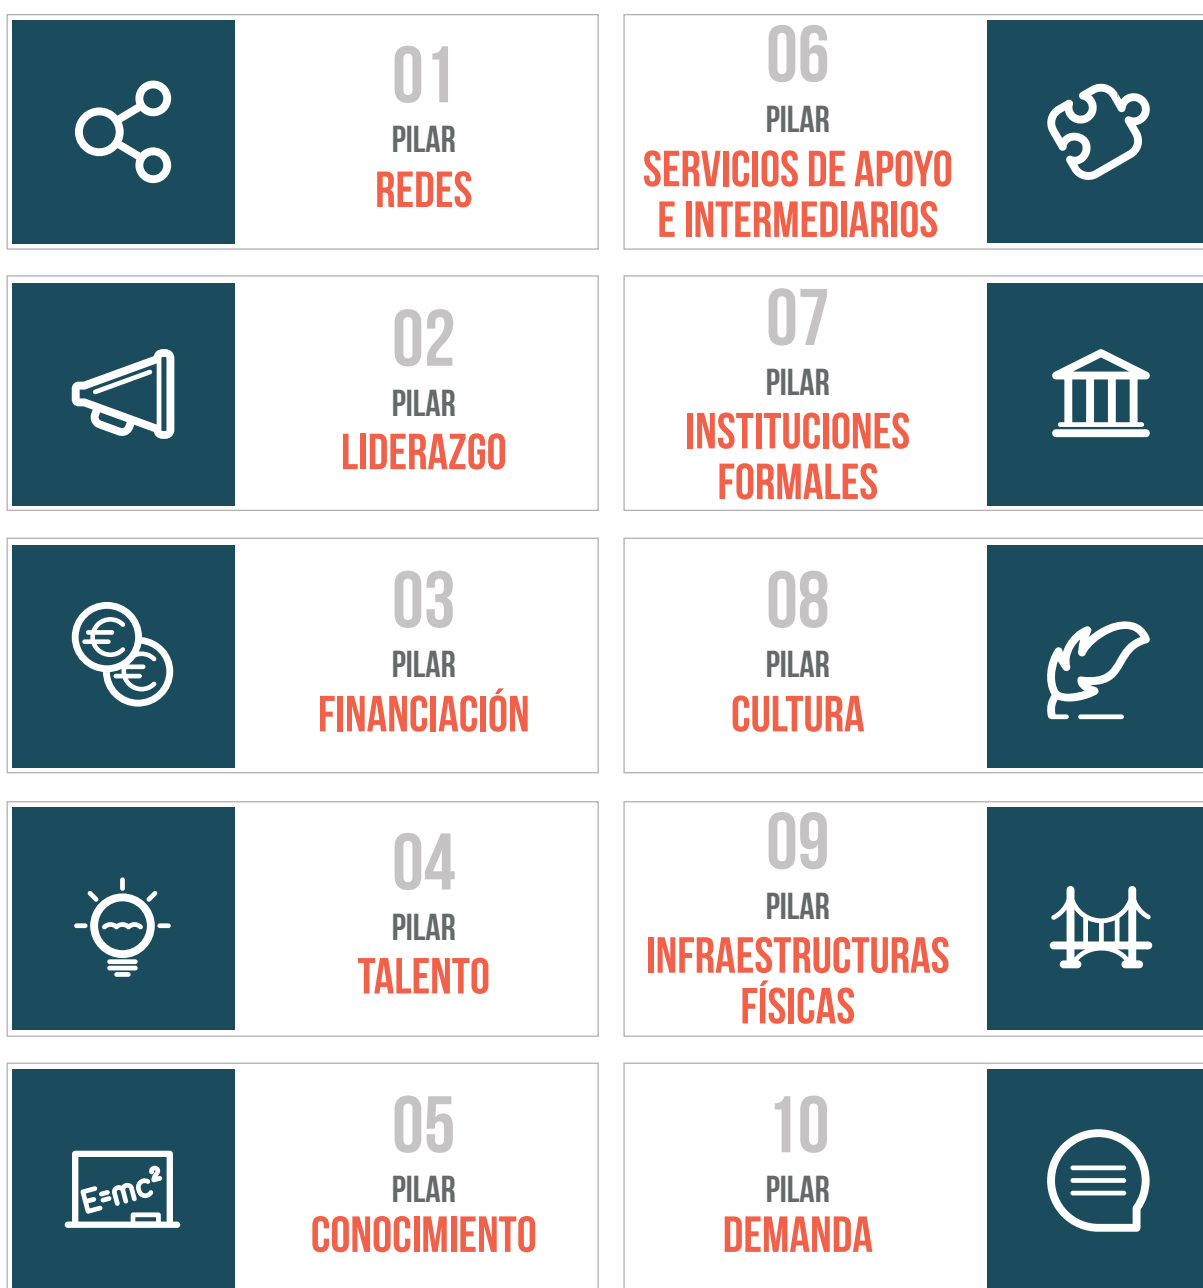 01
PILAR
REDES
02
PILAR
LIDERAZGO
03
PILAR
FINANCIACIÓN
04
PILAR
TALENTO
E=mc²
05
PILAR
CONOCIMIENTO
06
PILAR
SERVICIOS DE APOYO
E INTERMEDIARIOS
07
PILAR
INSTITUCIONES
FORMALES
08
PILAR
CULTURA
09
PILAR
INFRAESTRUCTURAS
FÍSICAS
10
PILAR
DEMANDA